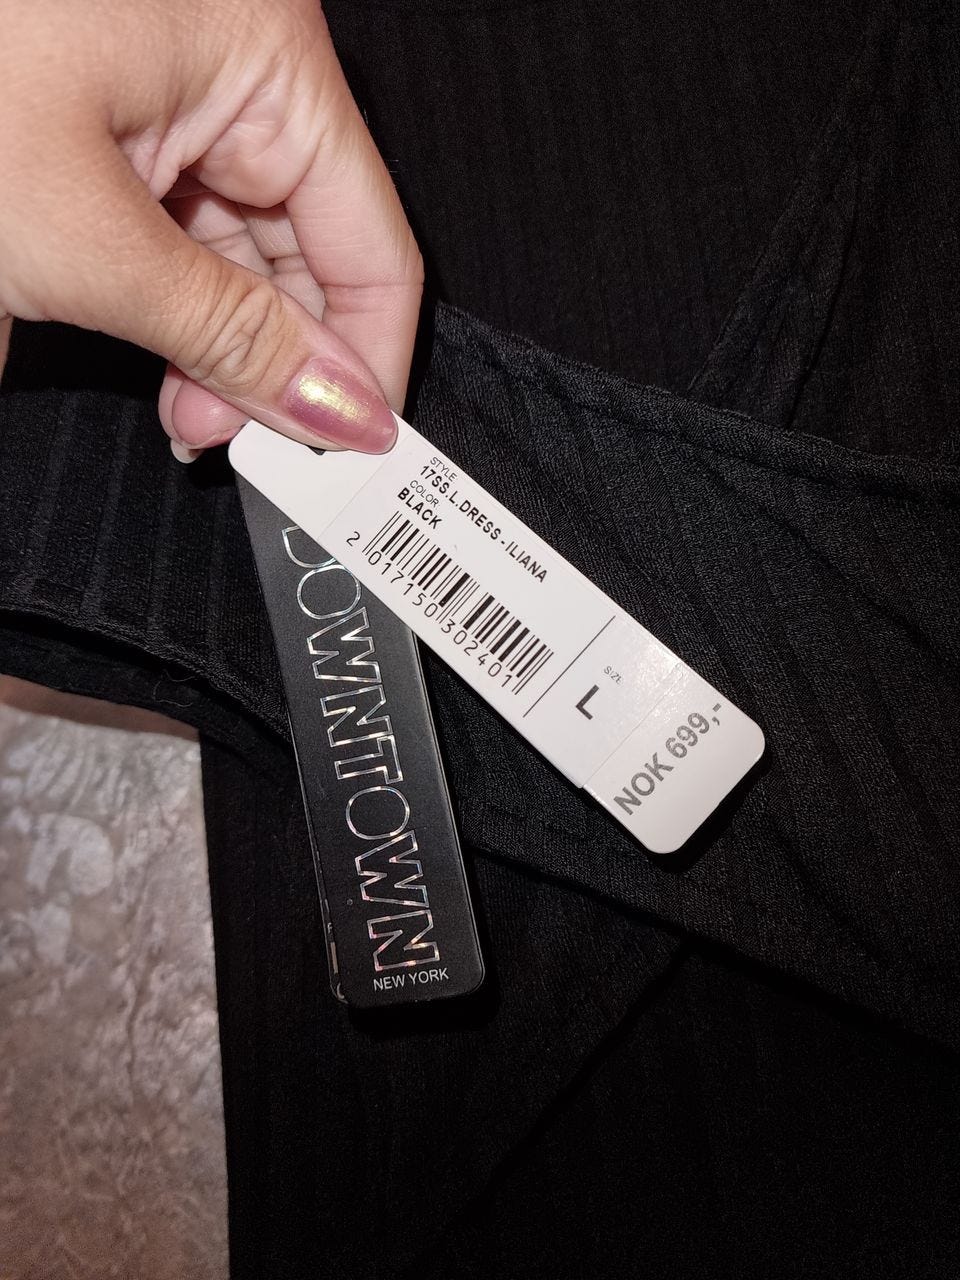 STYLE
17SS.L.DRESS - ILIANA
COLOR
BLACK
2 017150 302401
SIZE
L
NOK 699,-
DOWNTOWN
NEW YORK